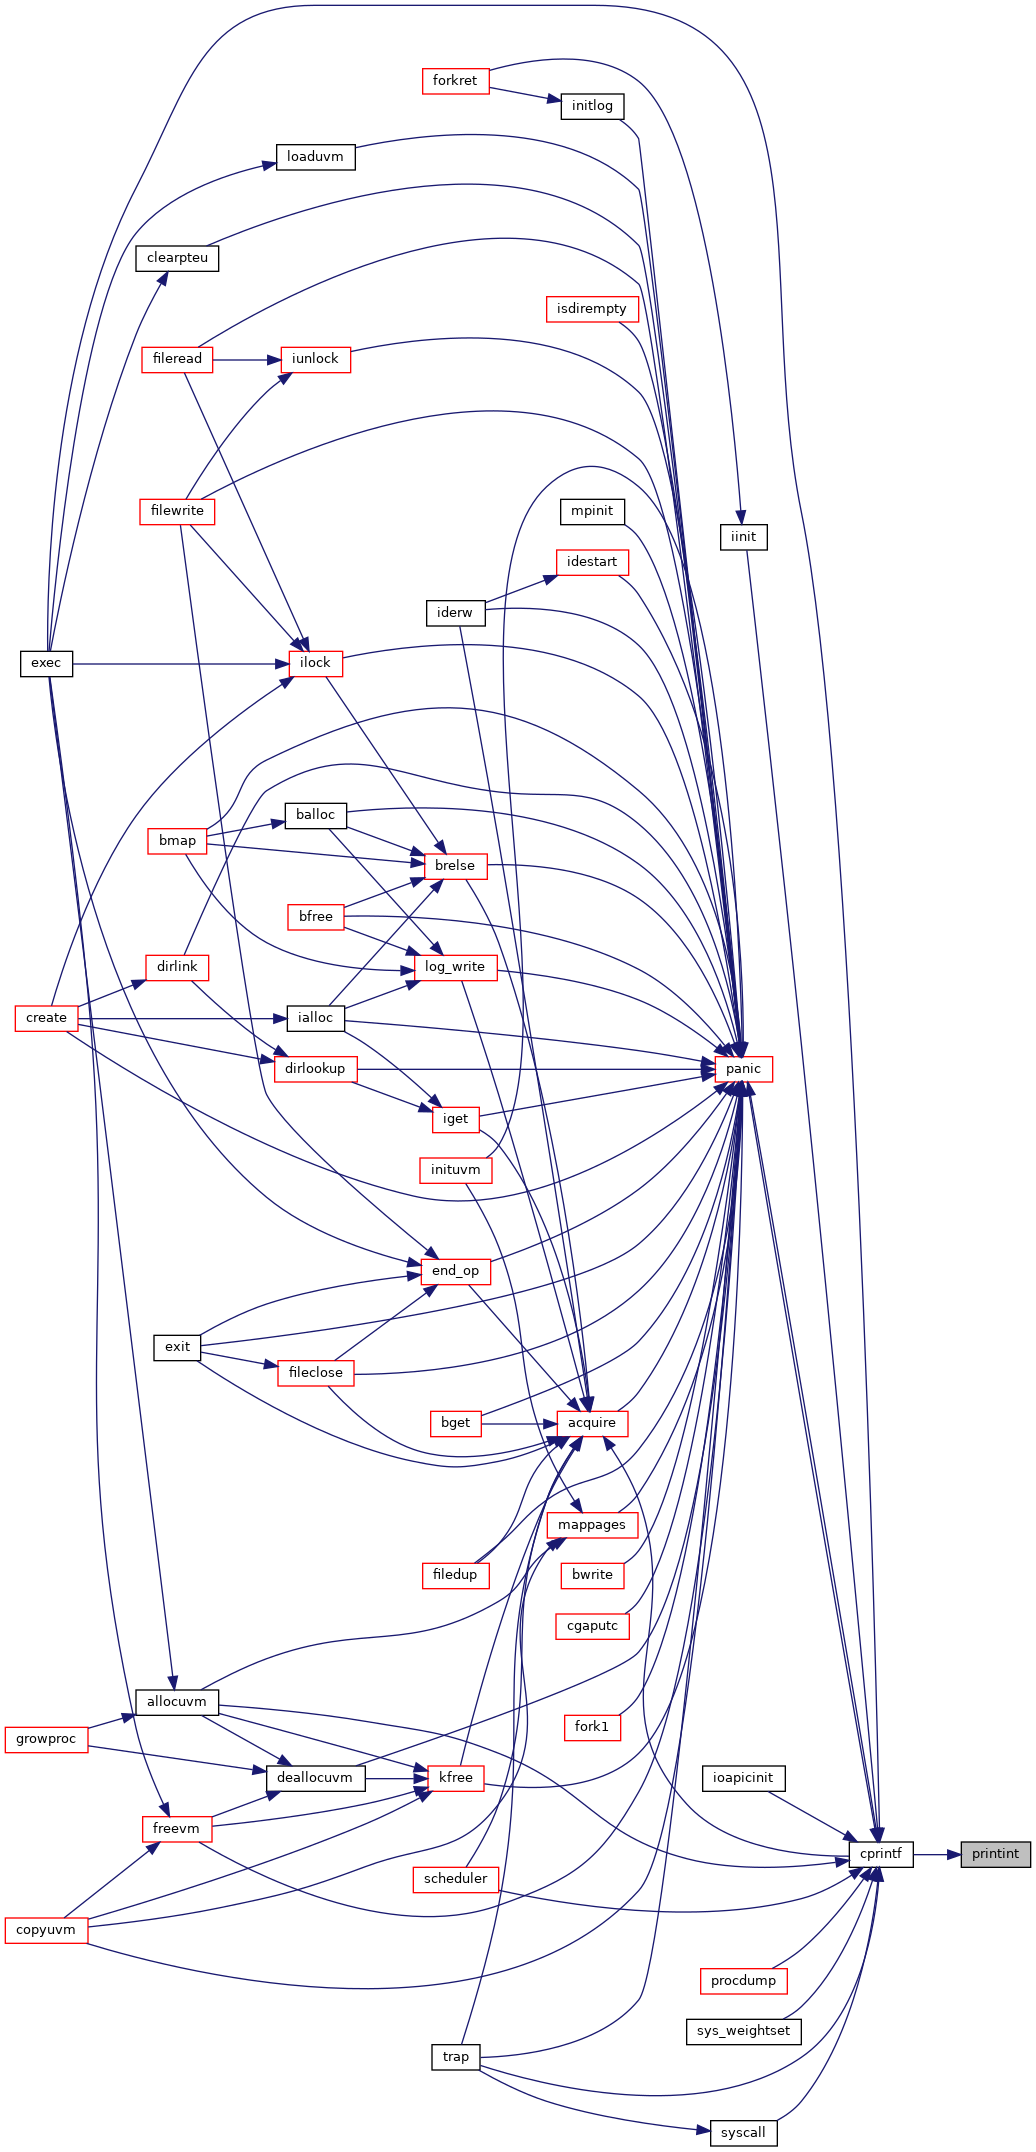 forkret
initlog
loaduvm
clearpteu
isdirempty
fileread
iunlock
filewrite
mpinit
iinit
idestart
iderw
exec
ilock
balloc
bmap
brelse
bfree
dirlink
log_write
create
ialloc
dirlookup
panic
iget
inituvm
end_op
exit
fileclose
bget
acquire
mappages
filedup
bwrite
cgaputc
allocuvm
fork1
growproc
deallocuvm
kfree
ioapicinit
freevm
cprintf
printint
scheduler
copyuvm
procdump
sys_weightset
trap
syscall